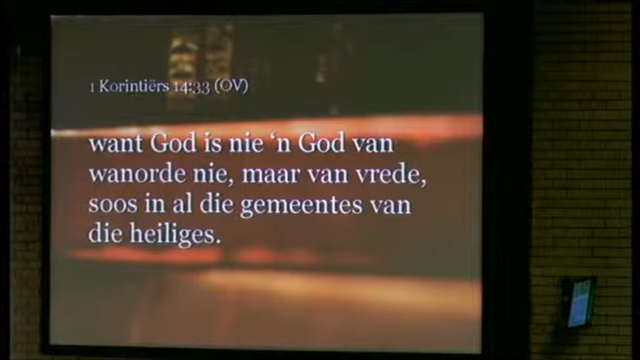 1 Korintiërs 14:33 (OV)
want God is nie ‘n God van
wanorde nie, maar van vrede,
soos in al die gemeentes van
die heiliges.